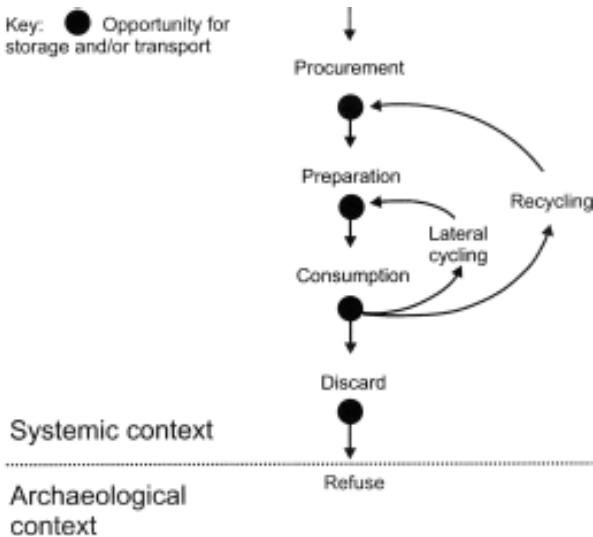 Key: Opportunity for
storage and/or transport
Procurement
Preparation
Recycling
Lateral
cycling
Consumption
Discard
Systemic context
Refuse
Archaeological
context